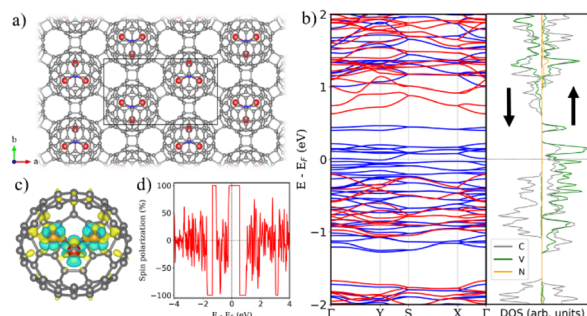 a)
b
a
c)
d)
Spin polarization (%)
100
50
0
-50
-100
-4
-2
0
2
4
E - E_F (eV)
b)
E - E_F (eV)
2
1
0
-1
-2
Γ Y S X Γ
C
V
N
DOS (arb. units)